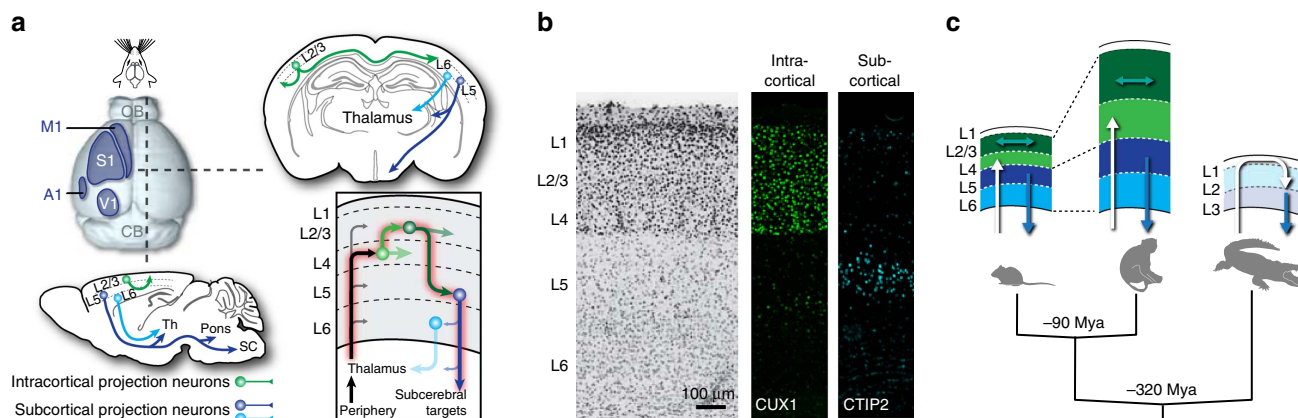 a
OB
M1
S1
A1
V1
CB
L2/3
L6
L5
Thalamus
L2/3
L5
L6
Th
Pons
SC
Intracortical projection neurons
Subcortical projection neurons
L1
L2/3
L4
L5
L6
Thalamus
Periphery
Subcerebral
targets
b
Intra-
cortical
Sub-
cortical
L1
L2/3
L4
L5
L6
100 μm
CUX1
CTIP2
c
L1
L2/3
L4
L5
L6
L1
L2
L3
–90 Mya
–320 Mya